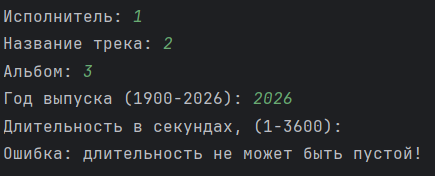 Исполнитель: 1
Название трека: 2
Альбом: 3
Год выпуска (1900-2026): 2026
Длительность в секундах, (1-3600):
Ошибка: длительность не может быть пустой!